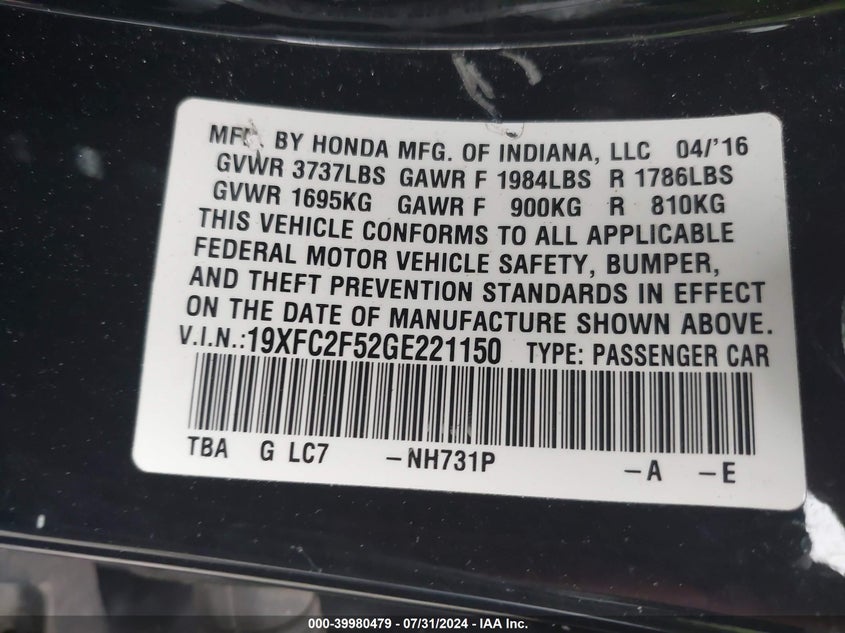 MFD. BY HONDA MFG. OF INDIANA, LLC 04/'16
GVWR 3737LBS GAWR F 1984LBS R 1786LBS
GVWR 1695KG GAWR F 900KG R 810KG
THIS VEHICLE CONFORMS TO ALL APPLICABLE
FEDERAL MOTOR VEHICLE SAFETY, BUMPER,
AND THEFT PREVENTION STANDARDS IN EFFECT
ON THE DATE OF MANUFACTURE SHOWN ABOVE.
V.I.N.:19XFC2F52GE221150 TYPE: PASSENGER CAR
TBA G LC7 -NH731P -A -E
000-39980479 / 07/31/2024 - IAA Inc.